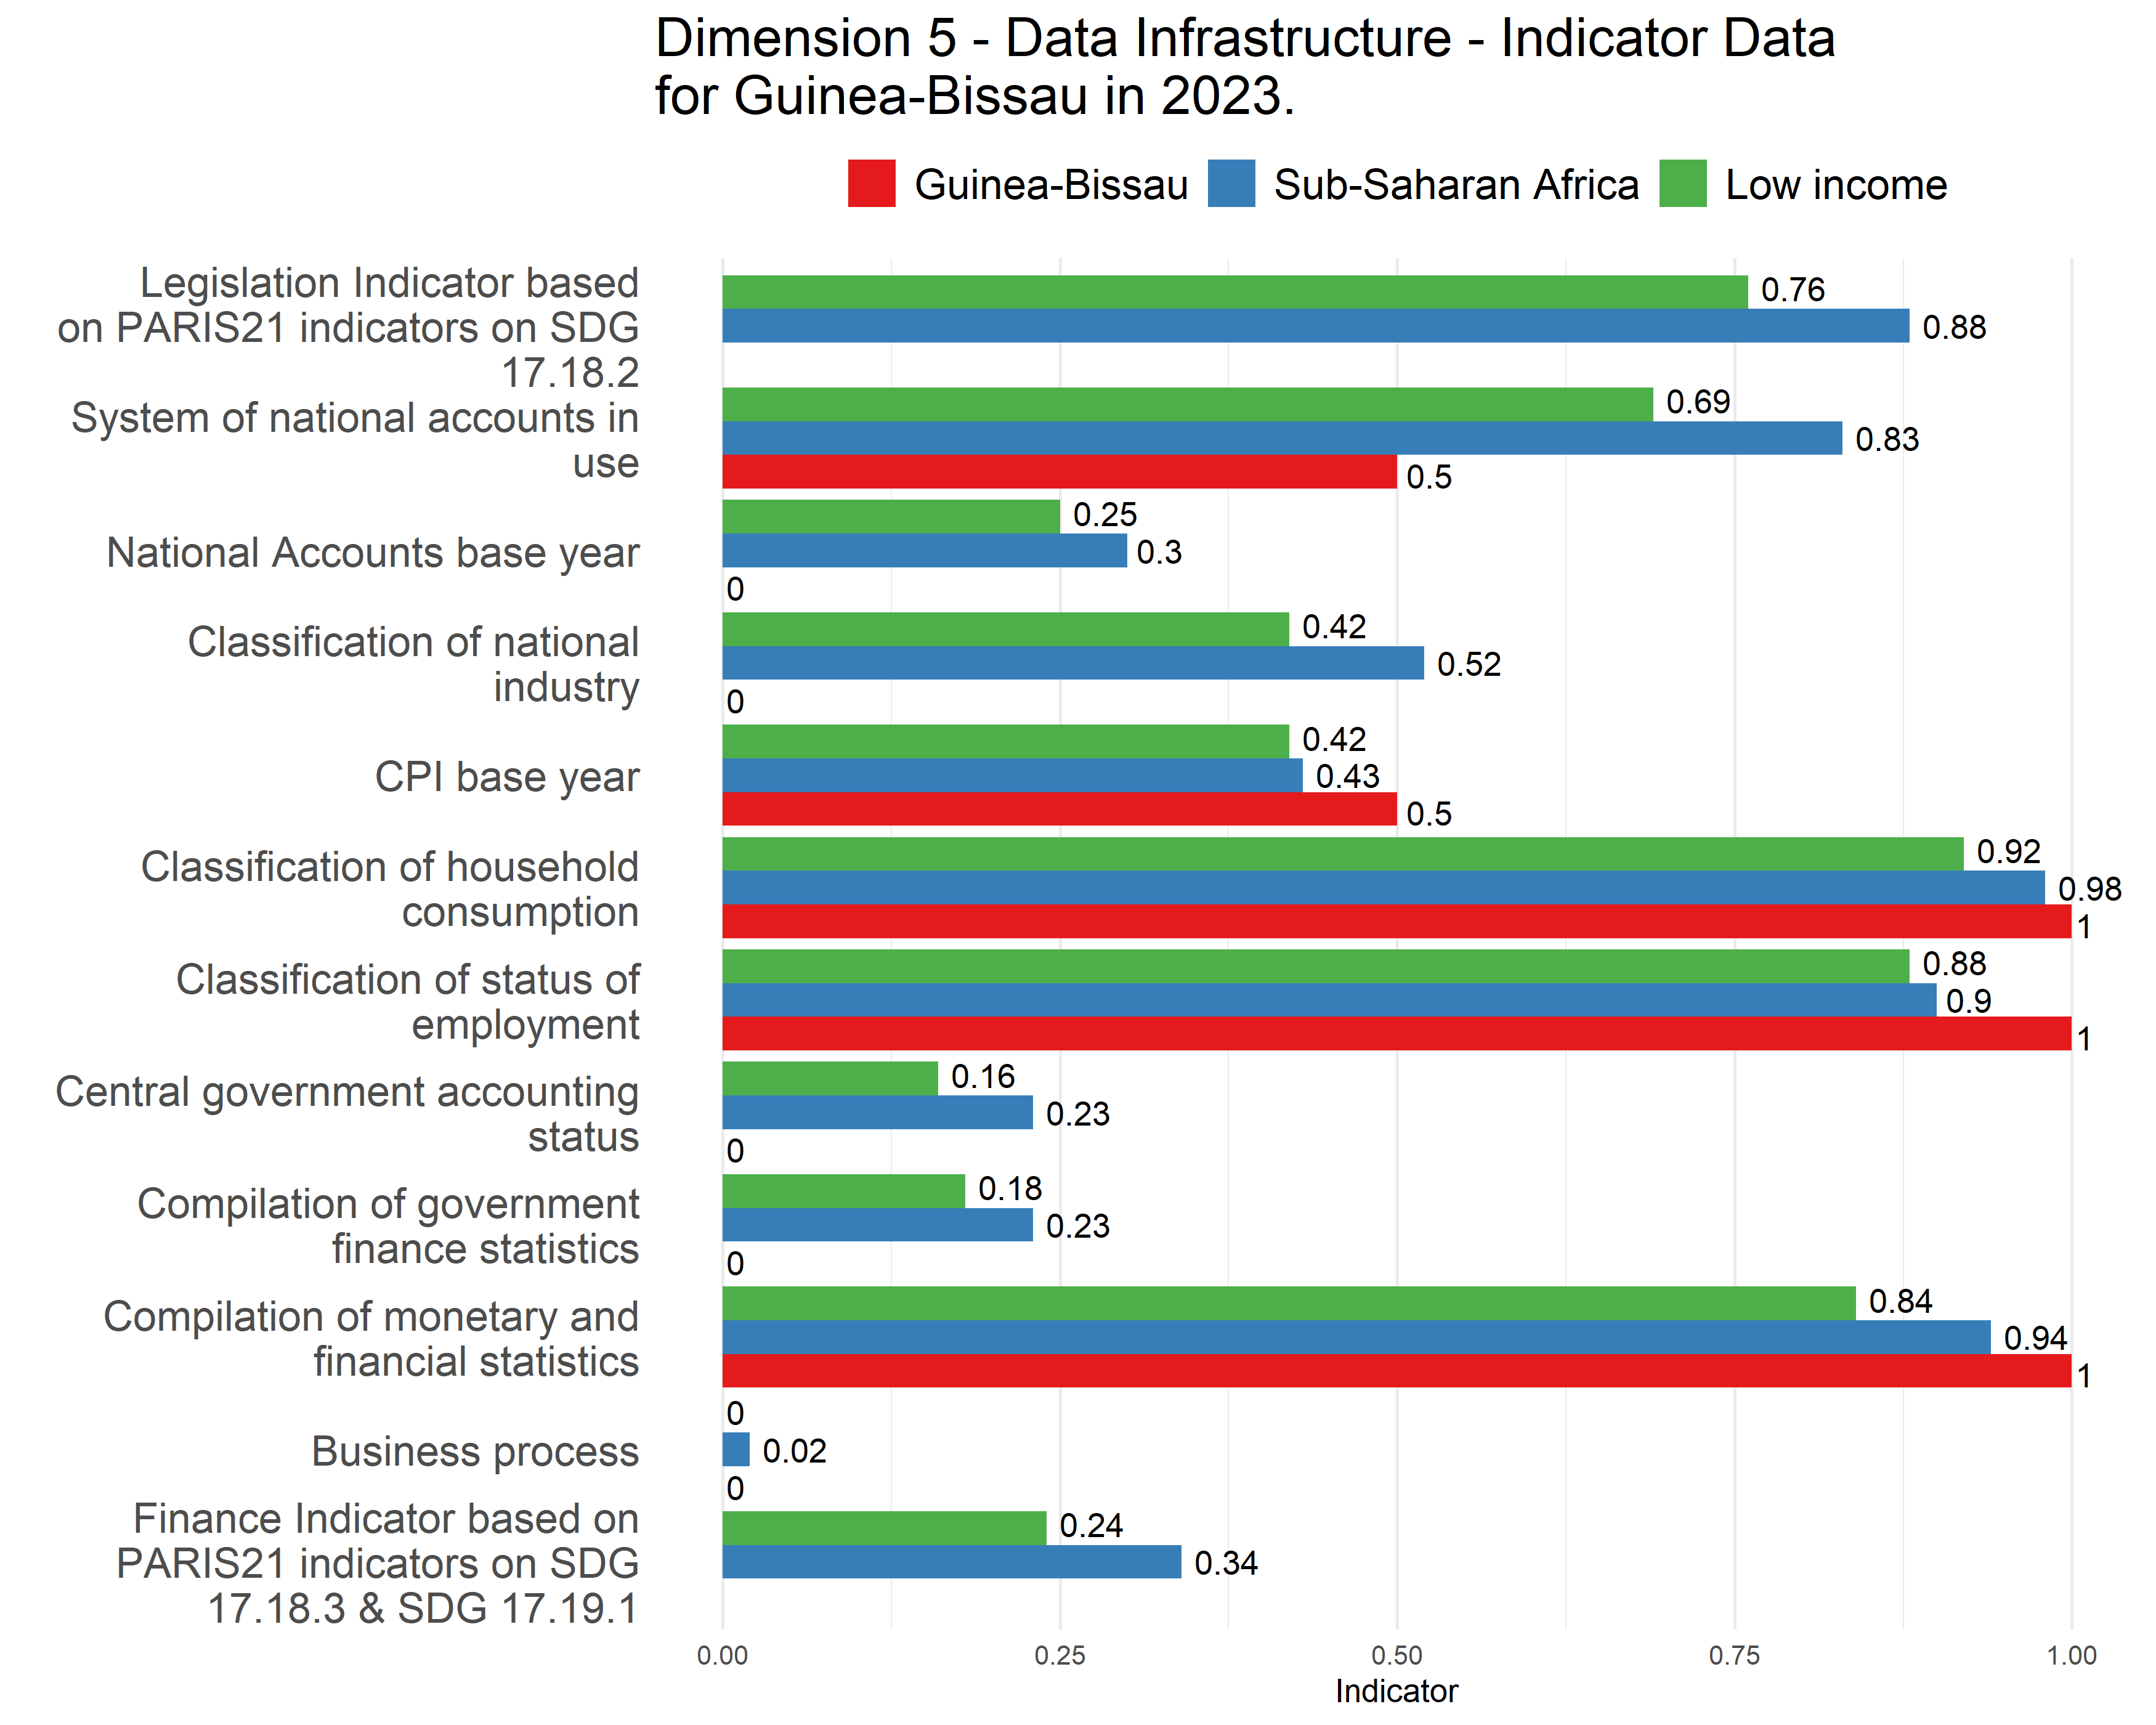 Dimension 5 - Data Infrastructure - Indicator Data
for Guinea-Bissau in 2023.
Guinea-Bissau Sub-Saharan Africa Low income
Legislation Indicator based
on PARIS21 indicators on SDG
17.18.2
0.76
0.88
System of national accounts in
use
0.69
0.83
0.5
National Accounts base year
0.25
0.3
0
Classification of national
industry
0.42
0.52
0
CPI base year
0.42
0.43
0.5
Classification of household
consumption
0.92
0.98
1
Classification of status of
employment
0.88
0.9
1
Central government accounting
status
0.16
0.23
0
Compilation of government
finance statistics
0.18
0.23
0
Compilation of monetary and
financial statistics
0.84
0.94
1
Business process
0
0.02
0
Finance Indicator based on
PARIS21 indicators on SDG
17.18.3 & SDG 17.19.1
0.24
0.34
0.00 0.25 0.50 0.75 1.00
Indicator